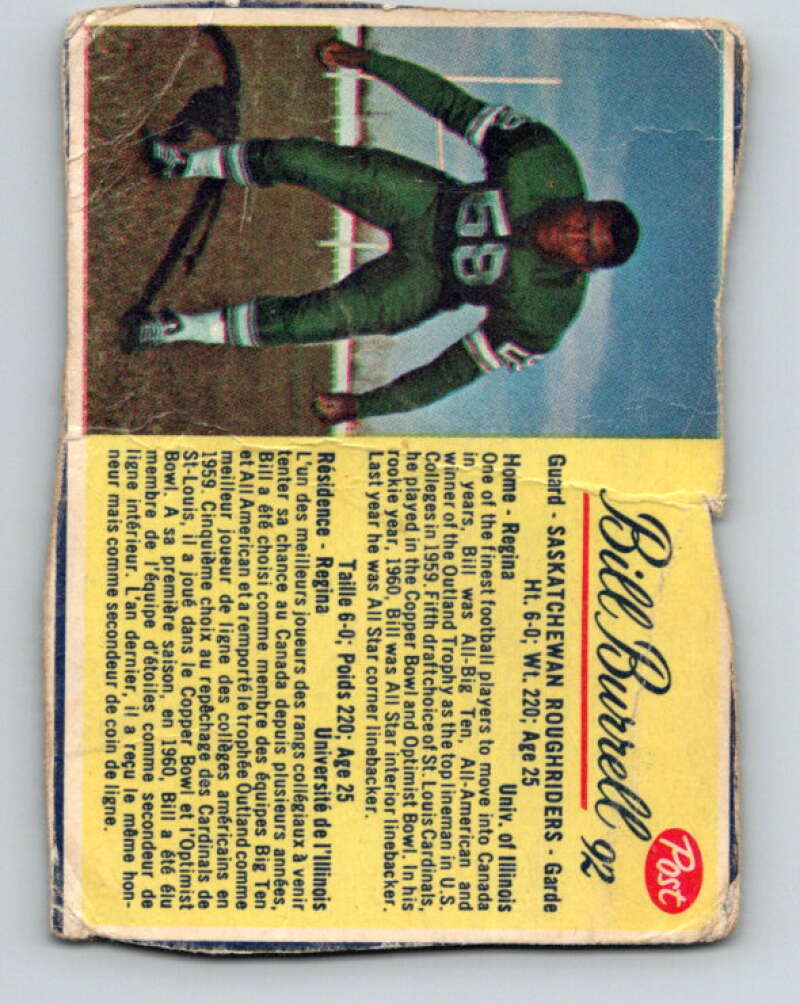 58
Bill Burrell 92
Post
Guard - SASKATCHEWAN ROUGHRIDERS - Garde
Ht. 6-0; Wt. 220; Age 25
Home - Regina Univ. of Illinois
One of the finest football players to move into Canada
in years, Bill was All-Big Ten, All-American and
winner of the Outland Trophy as the top lineman in U.S.
Colleges in 1959. Fifth draft choice of St. Louis Cardinals,
he played in the Copper Bowl and Optimist Bowl. In his
rookie year, 1960, Bill was All Star interior linebacker.
Last year he was All Star corner linebacker.
Taille 6-0; Poids 220; Age 25
Résidence - Regina Université de l'Illinois
L'un des meilleurs joueurs des rangs collégiaux à venir
tenter sa chance au Canada depuis plusieurs années,
Bill a été choisi comme membre des équipes Big Ten
et All American et a remporté le trophée Outland comme
meilleur joueur de ligne des collèges américains en
1959. Cinquième choix au repêchage des Cardinals de
St-Louis, il a joué dans le Copper Bowl et l'Optimist
Bowl. A sa première saison, en 1960, Bill a été élu
membre de l'équipe d'étoiles comme secondeur de
ligne intérieur. L'an dernier, il a reçu le même hon-
neur mais comme secondeur de coin de ligne.